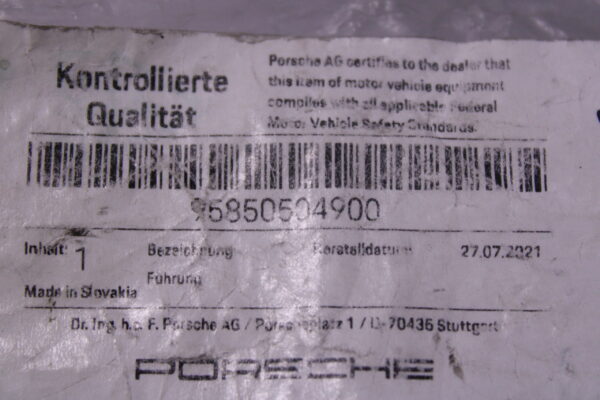 Kontrollierte
Qualität
Porsche AG certifies to the dealer that
this item of motor vehicle equipment
complies with all applicable Federal
Motor Vehicle Safety Standards.
95850504900
Inhalt: 1
Bezeichnung
Führung
27.07.2021
Made in Slovakia
Dr. Ing. h.c. F. Porsche AG / Porscheplatz 1 / D-70436 Stuttgart
PORSCHE